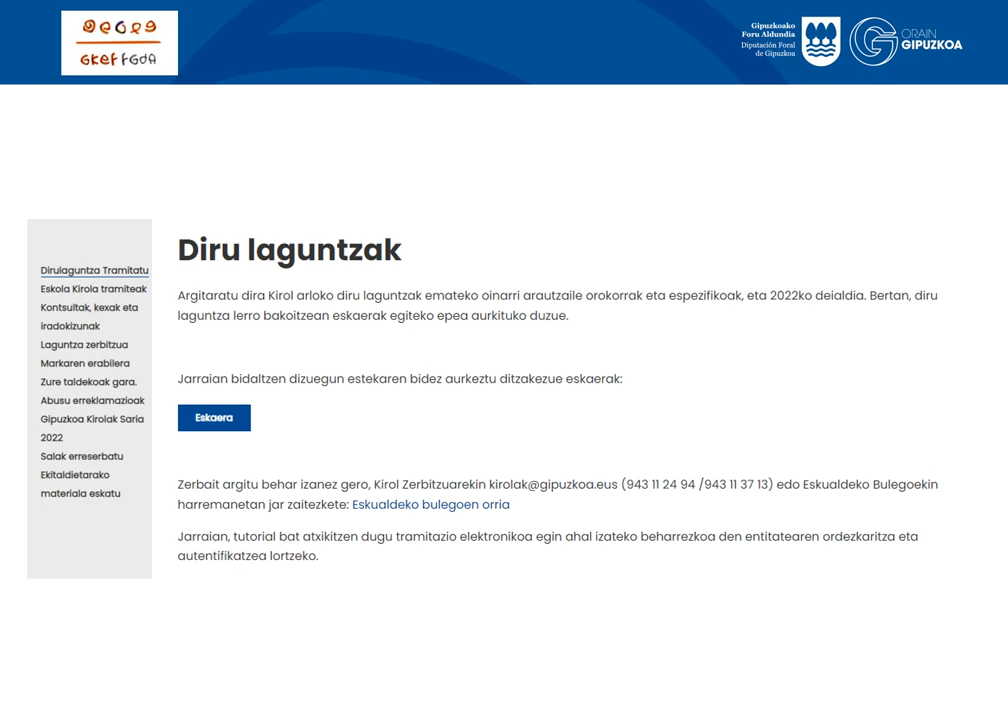 GKEF FGDA
Gipuzkoako
Foru Aldundia
Diputación Foral
de Gipuzkoa
ORAIN
GIPUZKOA
Dirulaguntza Tramitatu
Eskola Kirola tramiteak
Kontsultak, kexak eta
iradokizunak
Laguntza zerbitzua
Markaren erabilera
Zure taldekoak gara.
Abusu erreklamazioak
Gipuzkoa Kirolak Saria
2022
Salak erreserbatu
Ekitaldietarako
materiala eskatu
Diru laguntzak
Argitaratu dira Kirol arloko diru laguntzak emateko oinarri arautzaile orokorrak eta espezifikoak, eta 2022ko deialdia. Bertan, diru
laguntza lerro bakoitzean eskaerak egiteko epea aurkituko duzue.
Jarraian bidaltzen dizuegun estekaren bidez aurkeztu ditzakezue eskaerak:
Eskaera
Zerbait argitu behar izanez gero, Kirol Zerbitzuarekin kirolak@gipuzkoa.eus (943 11 24 94 /943 11 37 13) edo Eskualdeko Bulegoekin
harremanetan jar zaitezkete: Eskualdeko bulegoen orria
Jarraian, tutorial bat atxikitzen dugu tramitazio elektronikoa egin ahal izateko beharrezkoa den entitatearen ordezkaritza eta
autentifikatzea lortzeko.